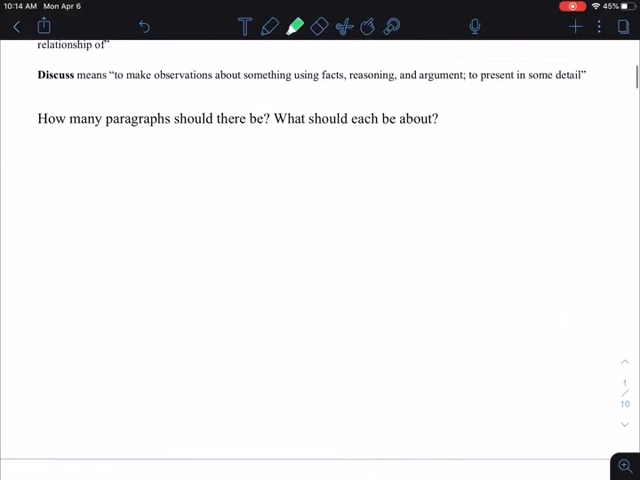 10:14 AM Mon Apr 6
45%
relationship of"
Discuss means “to make observations about something using facts, reasoning, and argument; to present in some detail”
How many paragraphs should there be? What should each be about?
1
/
10